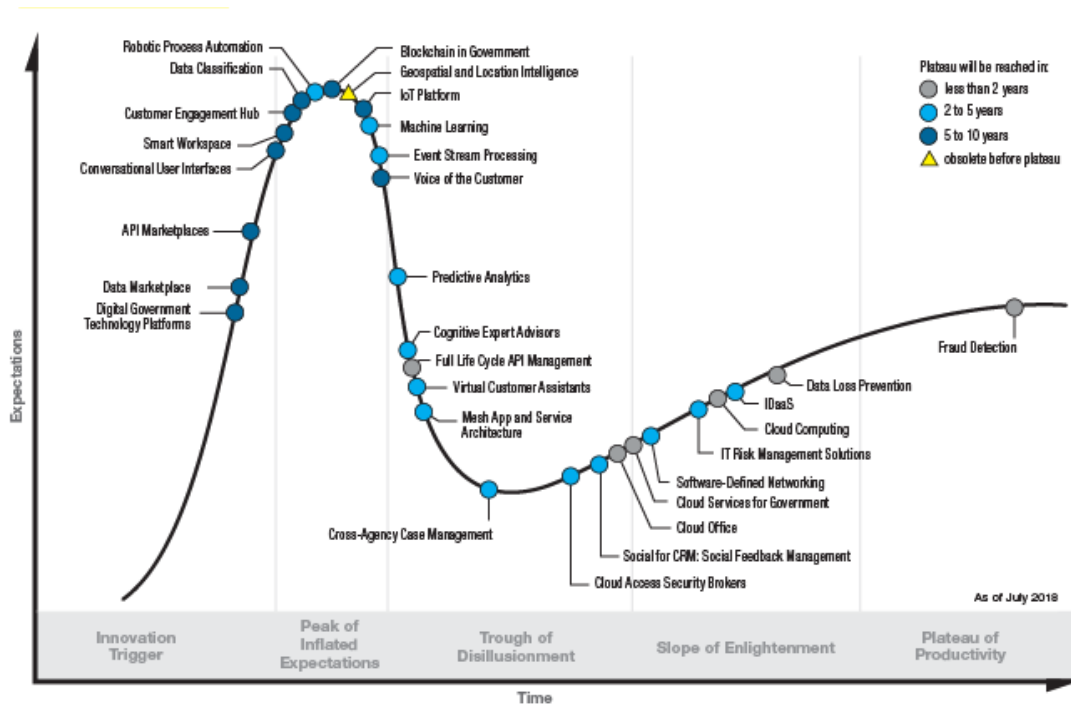 Robotic Process Automation
Data Classification
Customer Engagement Hub
Smart Workspace
Conversational User Interfaces
API Marketplaces
Data Marketplace
Digital Government
Technology Platforms
Blockchain in Government
Geospatial and Location Intelligence
IoT Platform
Machine Learning
Event Stream Processing
Voice of the Customer
Predictive Analytics
Cognitive Expert Advisors
Full Life Cycle API Management
Virtual Customer Assistants
Mesh App and Service
Architecture
Cross-Agency Case Management
Plateau will be reached in:
less than 2 years
2 to 5 years
5 to 10 years
obsolete before plateau
Fraud Detection
Data Loss Prevention
IDaaS
Cloud Computing
IT Risk Management Solutions
Software-Defined Networking
Cloud Services for Government
Cloud Office
Social for CRM: Social Feedback Management
Cloud Access Security Brokers
As of July 2018
Expectations
Innovation
Trigger
Peak of
Inflated
Expectations
Trough of
Disillusionment
Slope of Enlightenment
Plateau of
Productivity
Time